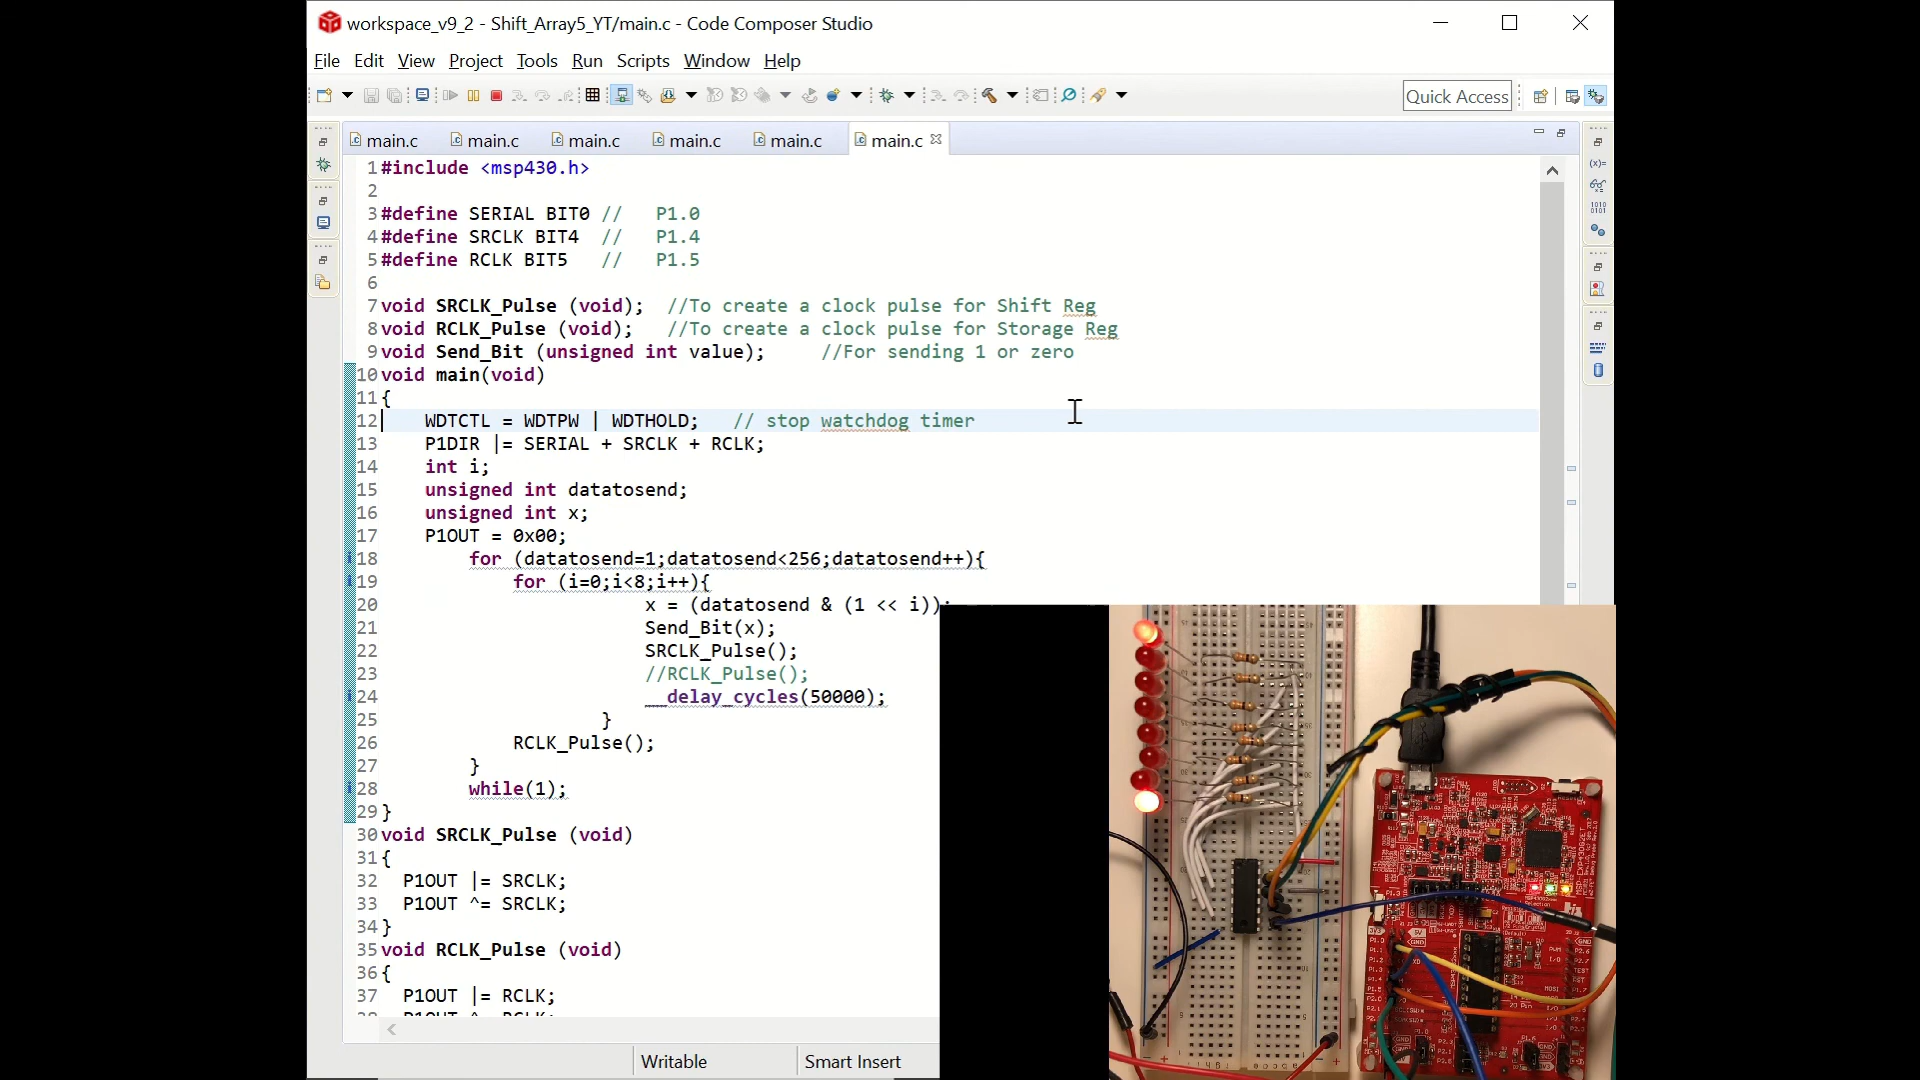 workspace_v9_2 - Shift_Array5_YT/main.c - Code Composer Studio
File Edit View Project Tools Run Scripts Window Help
Quick Access
main.c main.c main.c main.c main.c main.c
1 #include <msp430.h>
2
3 #define SERIAL BIT0 // P1.0
4 #define SRCLK BIT4 // P1.4
5 #define RCLK BIT5 // P1.5
6
7 void SRCLK_Pulse (void); //To create a clock pulse for Shift Reg
8 void RCLK_Pulse (void); //To create a clock pulse for Storage Reg
9 void Send_Bit (unsigned int value); //For sending 1 or zero
10 void main(void)
11 {
12 WDTCTL = WDTPW | WDTHOLD; // stop watchdog timer
13 P1DIR |= SERIAL + SRCLK + RCLK;
14 int i;
15 unsigned int datatosend;
16 unsigned int x;
17 P1OUT = 0x00;
18 for (datatosend=1;datatosend<256;datatosend++){
19 for (i=0;i<8;i++){
20 x = (datatosend & (1 << i));
21 Send_Bit(x);
22 SRCLK_Pulse();
23 //RCLK_Pulse();
24 __delay_cycles(50000);
25 }
26 RCLK_Pulse();
27 }
28 while(1);
29 }
30 void SRCLK_Pulse (void)
31 {
32 P1OUT |= SRCLK;
33 P1OUT ^= SRCLK;
34 }
35 void RCLK_Pulse (void)
36 {
37 P1OUT |= RCLK;
Writable Smart Insert